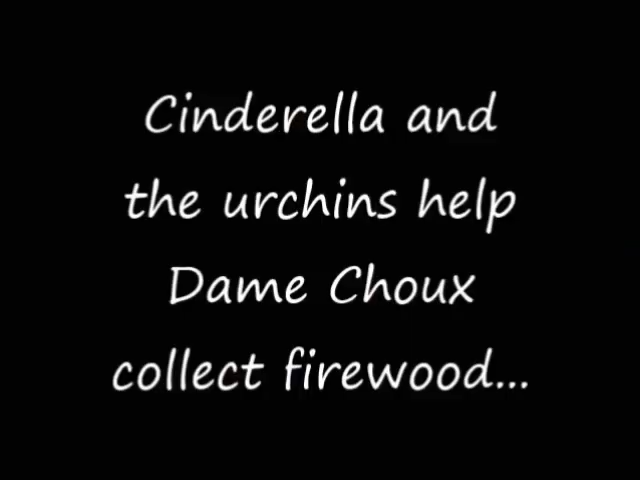 Cinderella and
the urchins help
Dame Choux
collect firewood...